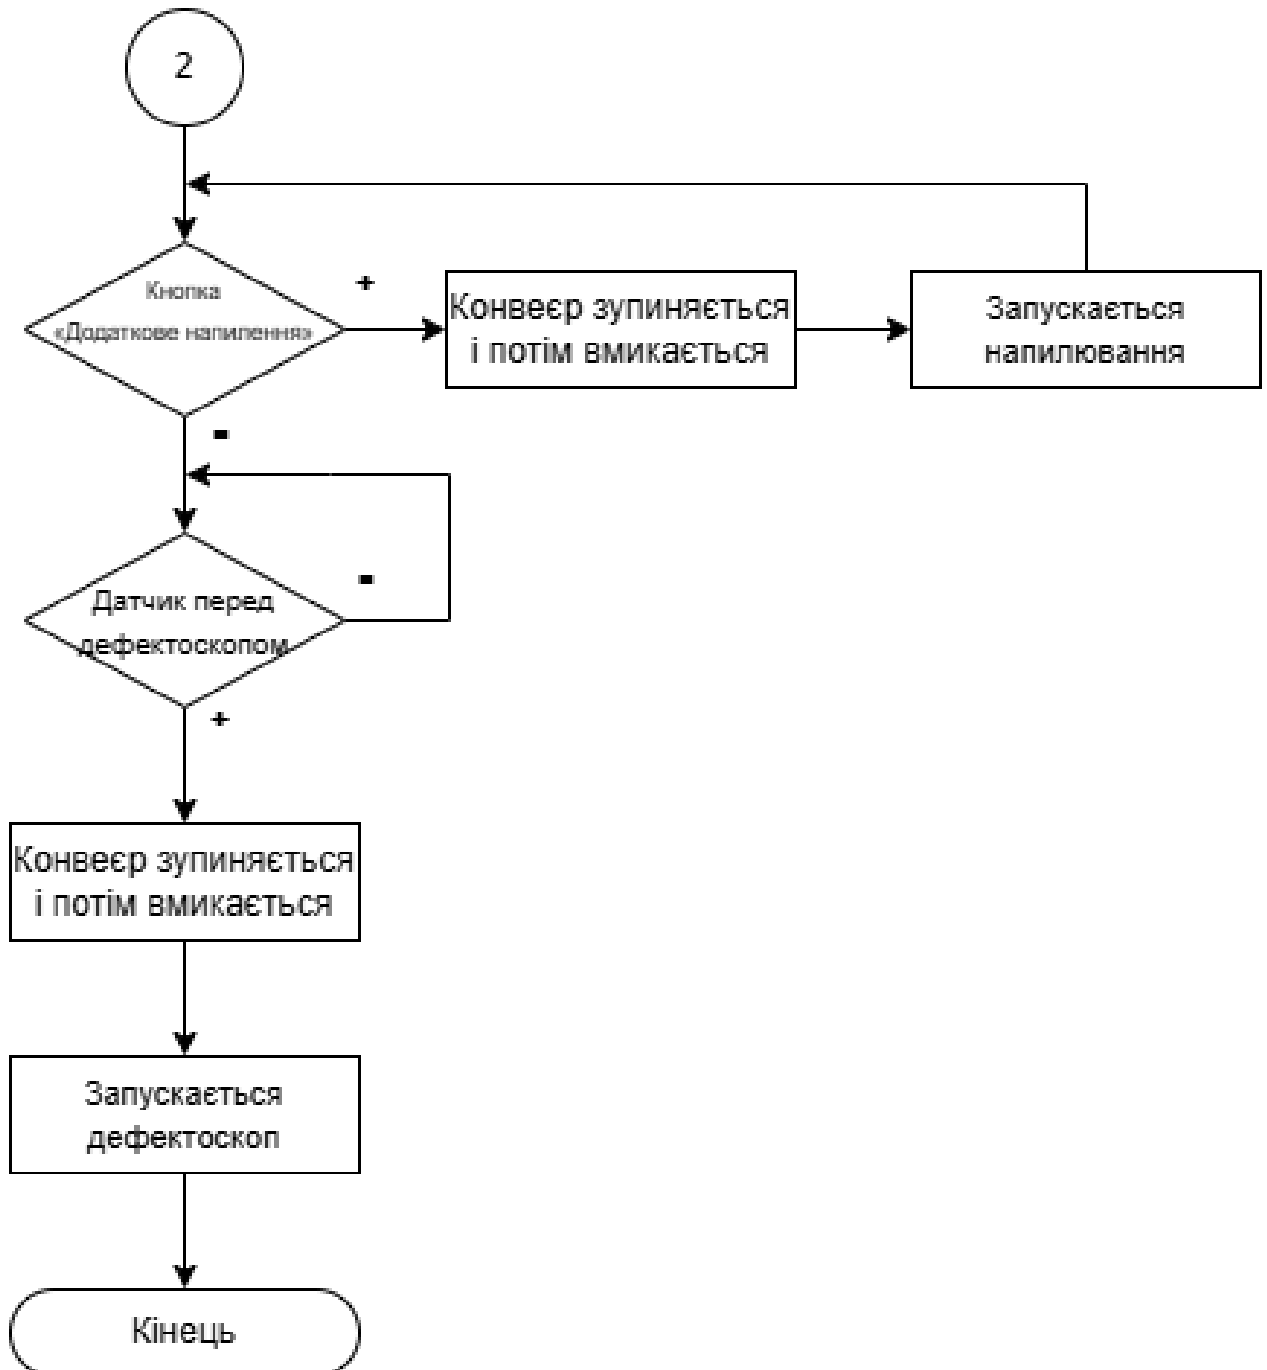 2
Кнопка
«Додаткове напилення»
+
Конвеєр зупиняється
і потім вмикається
Запускається
напилювання
-
Датчик перед
дефектоскопом
-
+
Конвеєр зупиняється
і потім вмикається
Запускається
дефектоскоп
Кінець